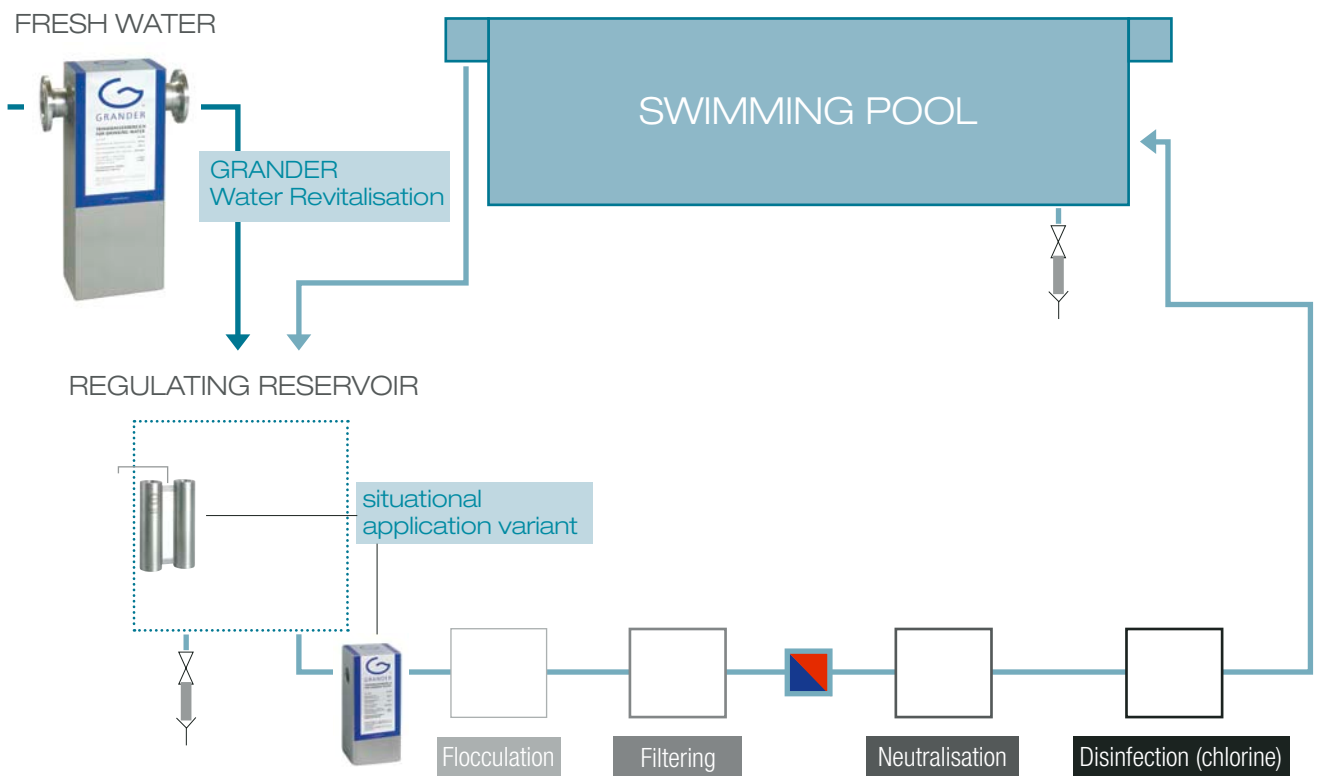 FRESH WATER
GRANDER
GRANDER
Water Revitalisation
SWIMMING POOL
REGULATING RESERVOIR
situational
application variant
GRANDER
Flocculation
Filtering
Neutralisation
Disinfection (chlorine)